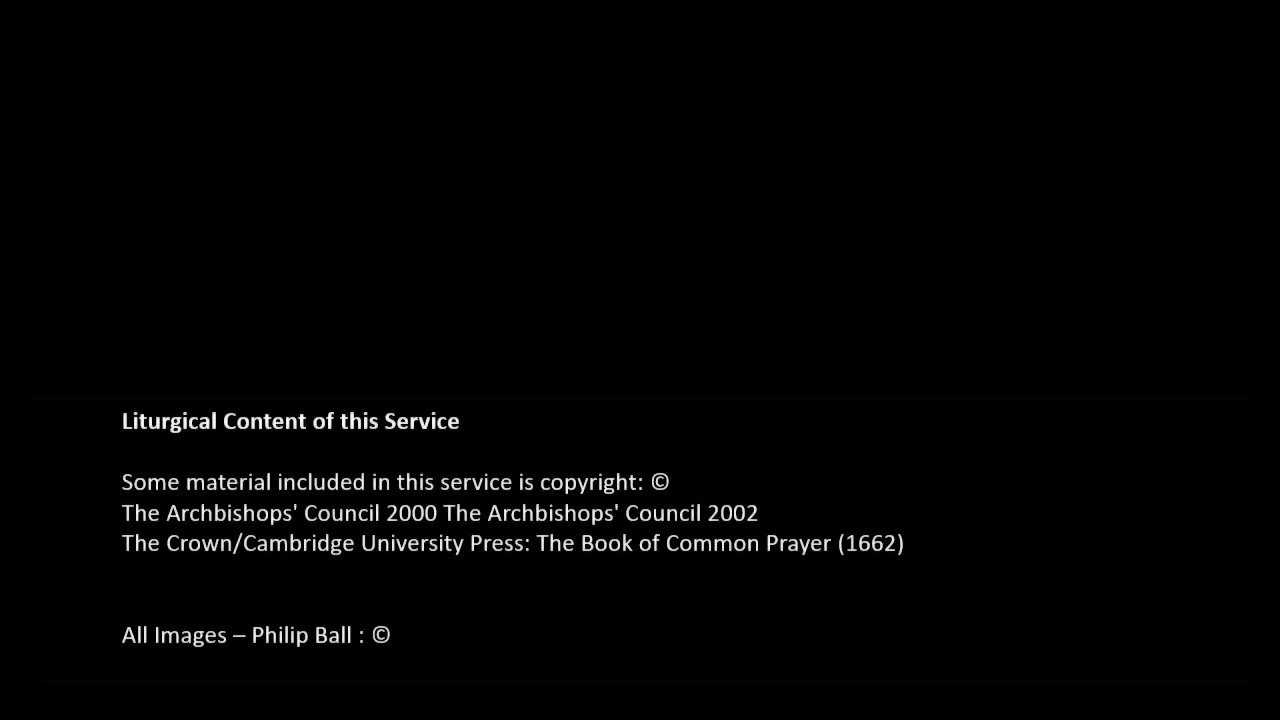 Liturgical Content of this Service
Some material included in this service is copyright: ©
The Archbishops' Council 2000 The Archbishops' Council 2002
The Crown/Cambridge University Press: The Book of Common Prayer (1662)
All Images – Philip Ball : ©